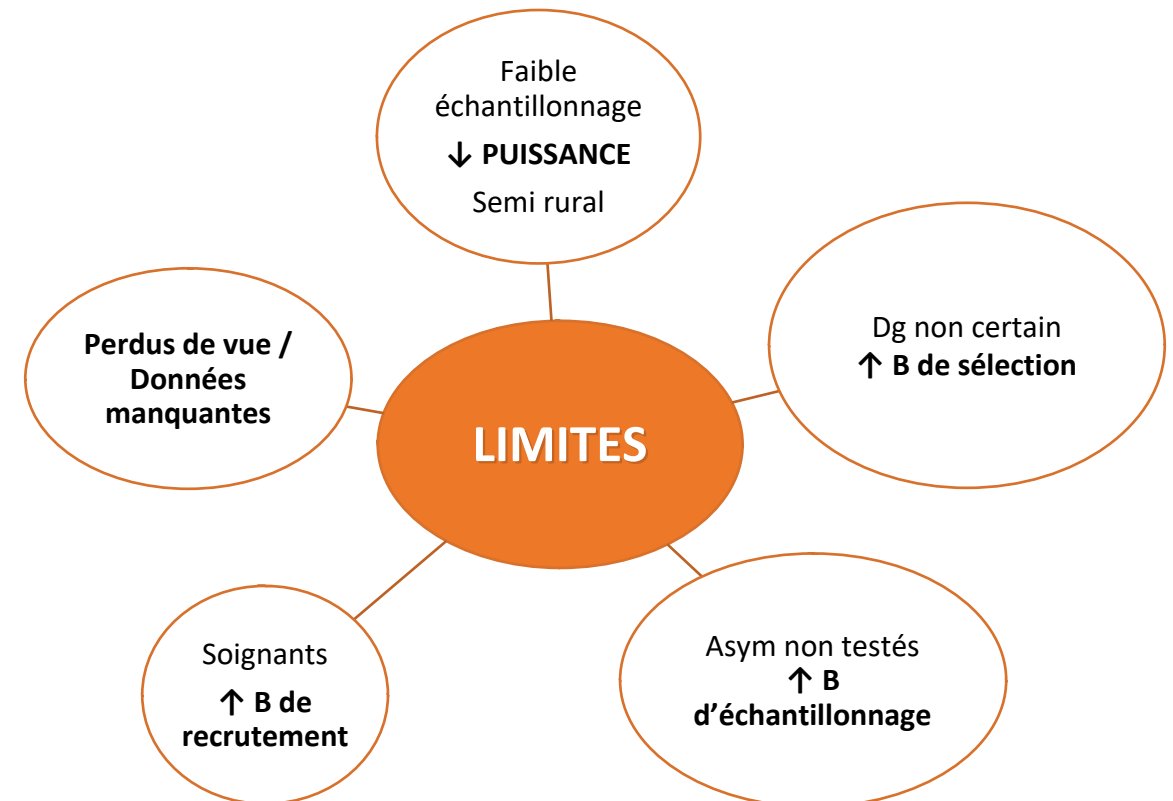 Faible
échantillonnage
↓ PUISSANCE
Semi rural
Dg non certain
↑ B de sélection
Perdus de vue /
Données
manquantes
LIMITES
Soignants
↑ B de
recrutement
Asym non testés
↑ B
d’échantillonnage